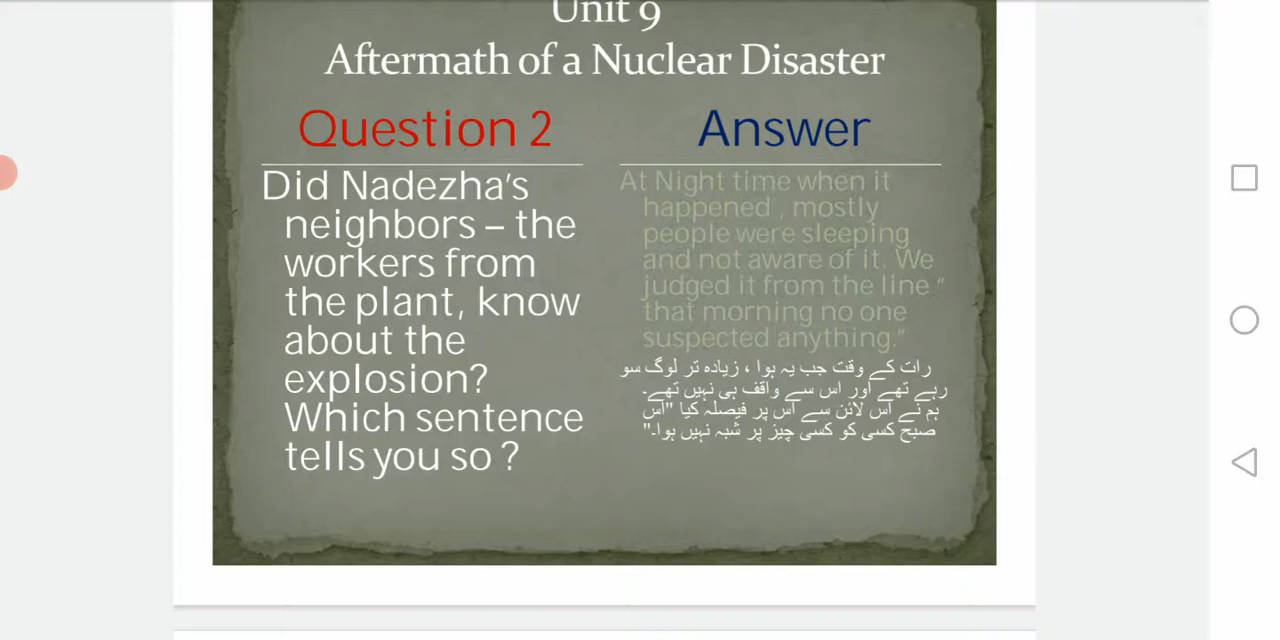 Unit 9
Aftermath of a Nuclear Disaster
Question 2
Did Nadezha's
neighbors – the
workers from
the plant, know
about the
explosion?
Which sentence
tells you so ?
Answer
At Night time when it
happened , mostly
people were sleeping
and not aware of it. We
judged it from the line “
that morning no one
suspected anything.”
رات کے وقت جب یہ ہوا ، زیادہ تر لوگ سو
رہے تھے اور اس سے واقف ہی نہیں تھے۔
ہم نے اس لائن سے اس پر فیصلہ کیا "اس
صبح کسی کو کسی چیز پر شبہ نہیں ہوا۔"